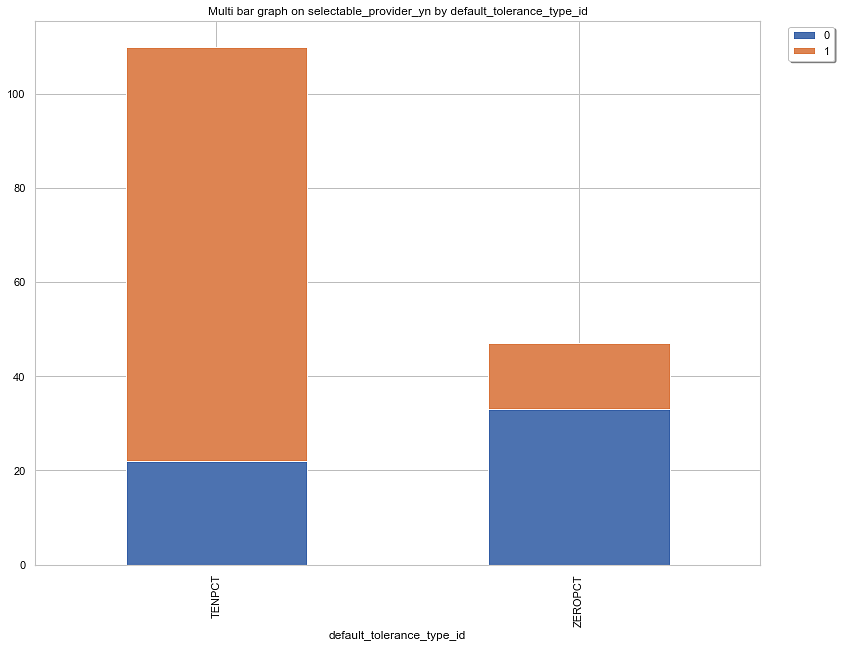 Multi bar graph on selectable_provider_yn by default_tolerance_type_id
0
1
100
80
60
40
20
0
TENPCT
ZEROPCT
default_tolerance_type_id